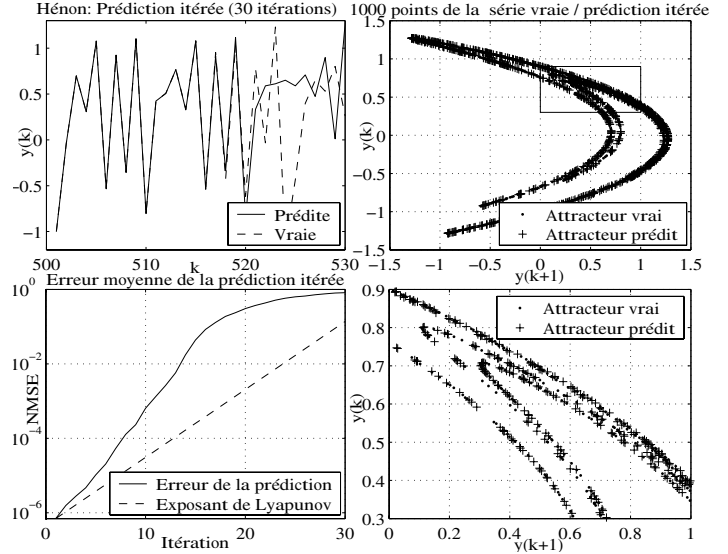 Hénon: Prédiction itérée (30 itérations)
1
0.5
0
−0.5
−1
y(k)
Prédite
Vraie
500
510
520
530
k
1000 points de la série vraie / prédiction itérée
1.5
1
0.5
0
−0.5
−1
−1.5
y(k)
Attracteur vrai
Attracteur prédit
−1.5
−1
−0.5
0
0.5
1
1.5
y(k+1)
Erreur moyenne de la prédiction itérée
10^0
10^−2
10^−4
10^−6
NMSE
Erreur de la prédiction
Exposant de Lyapunov
0
10
20
30
Itération
0.9
0.8
0.7
0.6
0.5
0.4
0.3
y(k)
Attracteur vrai
Attracteur prédit
0
0.2
0.4
0.6
0.8
1
y(k+1)